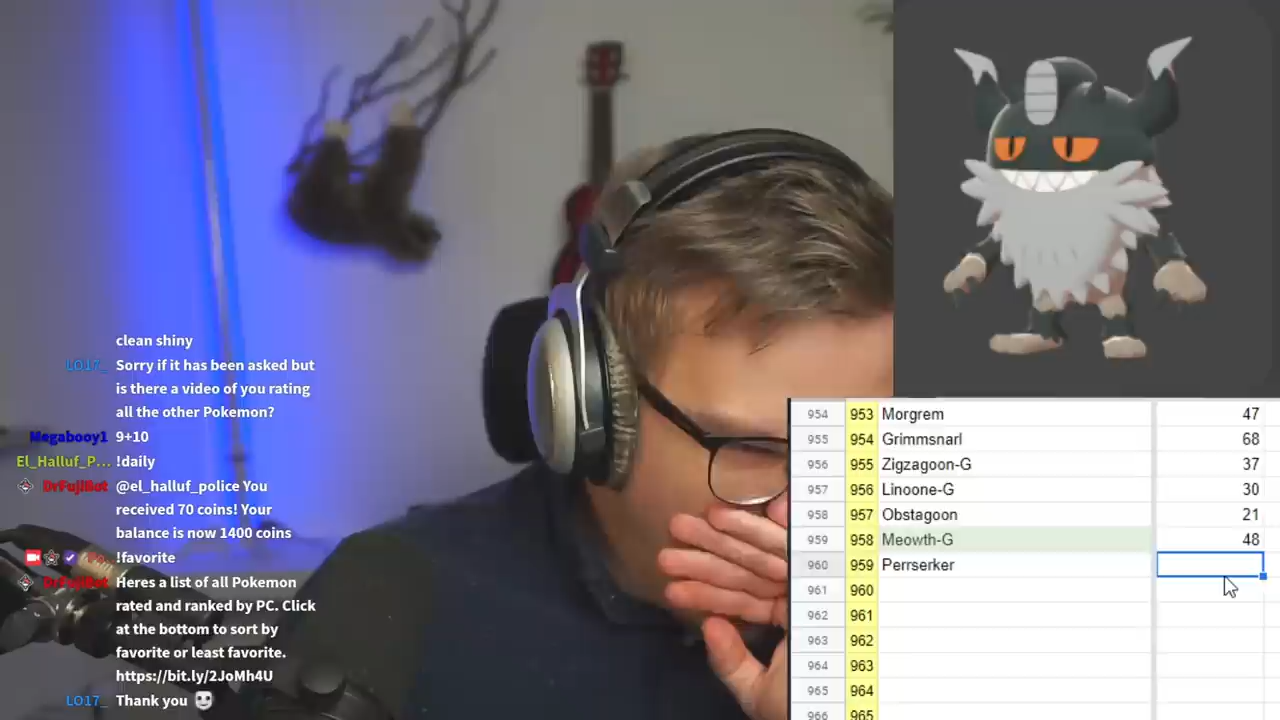 clean shiny
LO17_ Sorry if it has been asked but
is there a video of you rating
all the other Pokemon?
Megabooy1 9+10
El_Halluf_P... !daily
DrFujiBot @el_halluf_police You
received 70 coins! Your
balance is now 1400 coins
!favorite
DrFujiBot Heres a list of all Pokemon
rated and ranked by PC. Click
at the bottom to sort by
favorite or least favorite.
https://bit.ly/2JoMh4U
LO17_ Thank you
954 953 Morgrem 47
955 954 Grimmsnarl 68
956 955 Zigzagoon-G 37
957 956 Linoone-G 30
958 957 Obstagoon 21
959 958 Meowth-G 48
960 959 Perrserker
961 960
962 961
963 962
964 963
965 964
966 965